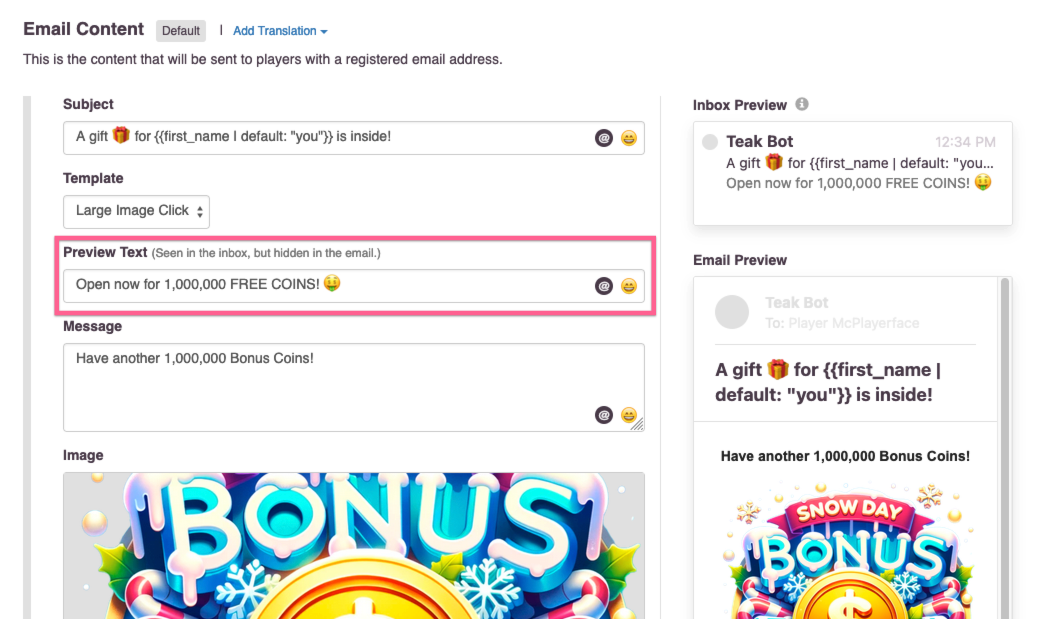 Email Content Default | Add Translation
This is the content that will be sent to players with a registered email address.
Subject
A gift 🎁 for {{first_name | default: "you"}} is inside!
Template
Large Image Click
Preview Text (Seen in the inbox, but hidden in the email.)
Open now for 1,000,000 FREE COINS! 🤑
Message
Have another 1,000,000 Bonus Coins!
Image
BONUS
Inbox Preview
Teak Bot 12:34 PM
A gift 🎁 for {{first_name | default: "you...
Open now for 1,000,000 FREE COINS! 🤑
Email Preview
Teak Bot
To: Player McPlayerface
A gift 🎁 for {{first_name |
default: "you"}} is inside!
Have another 1,000,000 Bonus Coins!
SNOW DAY
BONUS
$